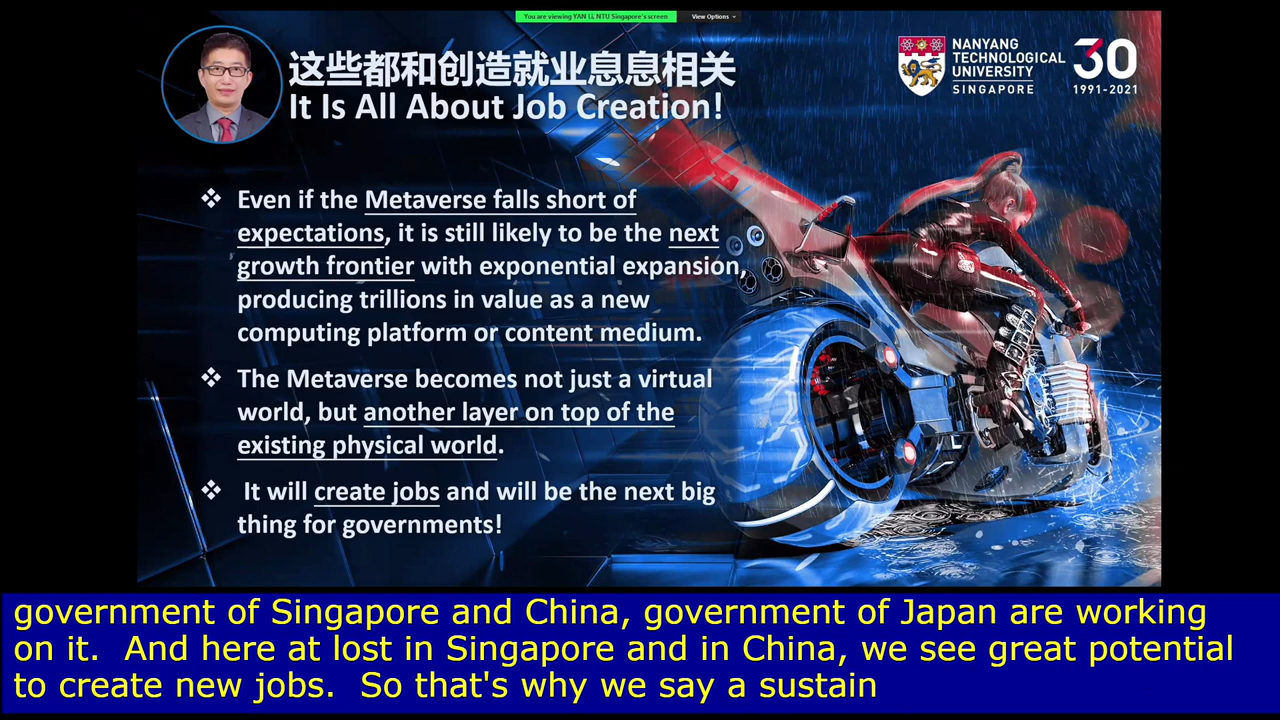 You are viewing YAN Li, NTU Singapore's screen
View Options
这些都和创造就业息息相关
It Is All About Job Creation!
NANYANG
TECHNOLOGICAL
UNIVERSITY
SINGAPORE
30
1991-2021
❖ Even if the Metaverse falls short of
expectations, it is still likely to be the next
growth frontier with exponential expansion,
producing trillions in value as a new
computing platform or content medium.
❖ The Metaverse becomes not just a virtual
world, but another layer on top of the
existing physical world.
❖ It will create jobs and will be the next big
thing for governments!
government of Singapore and China, government of Japan are working
on it.  And here at lost in Singapore and in China, we see great potential
to create new jobs.  So that's why we say a sustain